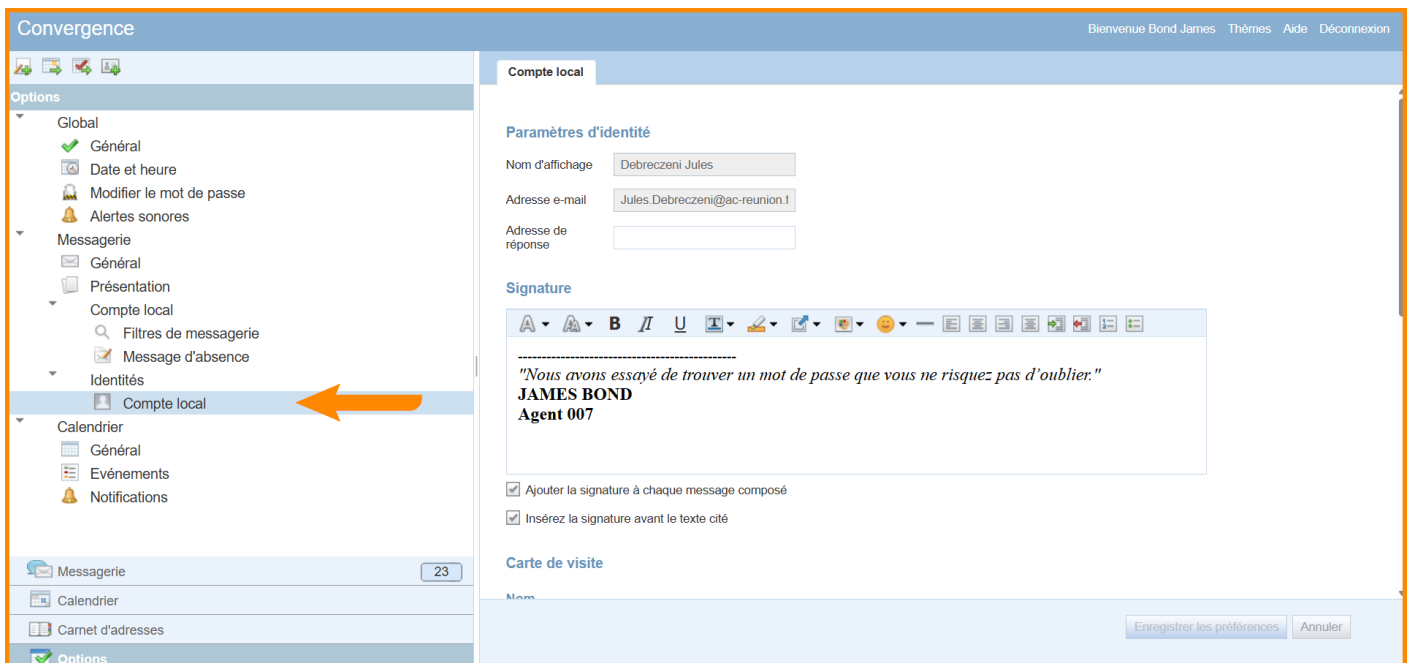 Convergence
Bienvenue Bond James Thèmes Aide Déconnexion
Options
Global
Général
Date et heure
Modifier le mot de passe
Alertes sonores
Messagerie
Général
Présentation
Compte local
Filtres de messagerie
Message d'absence
Identités
Compte local
Calendrier
Général
Evénements
Notifications
Messagerie 23
Calendrier
Carnet d'adresses
Options
Compte local
Paramètres d'identité
Nom d'affichage Debreczeni Jules
Adresse e-mail Jules.Debreczeni@ac-reunion.f
Adresse de
réponse
Signature
----------------------------------------------
"Nous avons essayé de trouver un mot de passe que vous ne risquez pas d’oublier."
JAMES BOND
Agent 007
Ajouter la signature à chaque message composé
Insérez la signature avant le texte cité
Carte de visite
Nom
Enregistrer les préférences Annuler